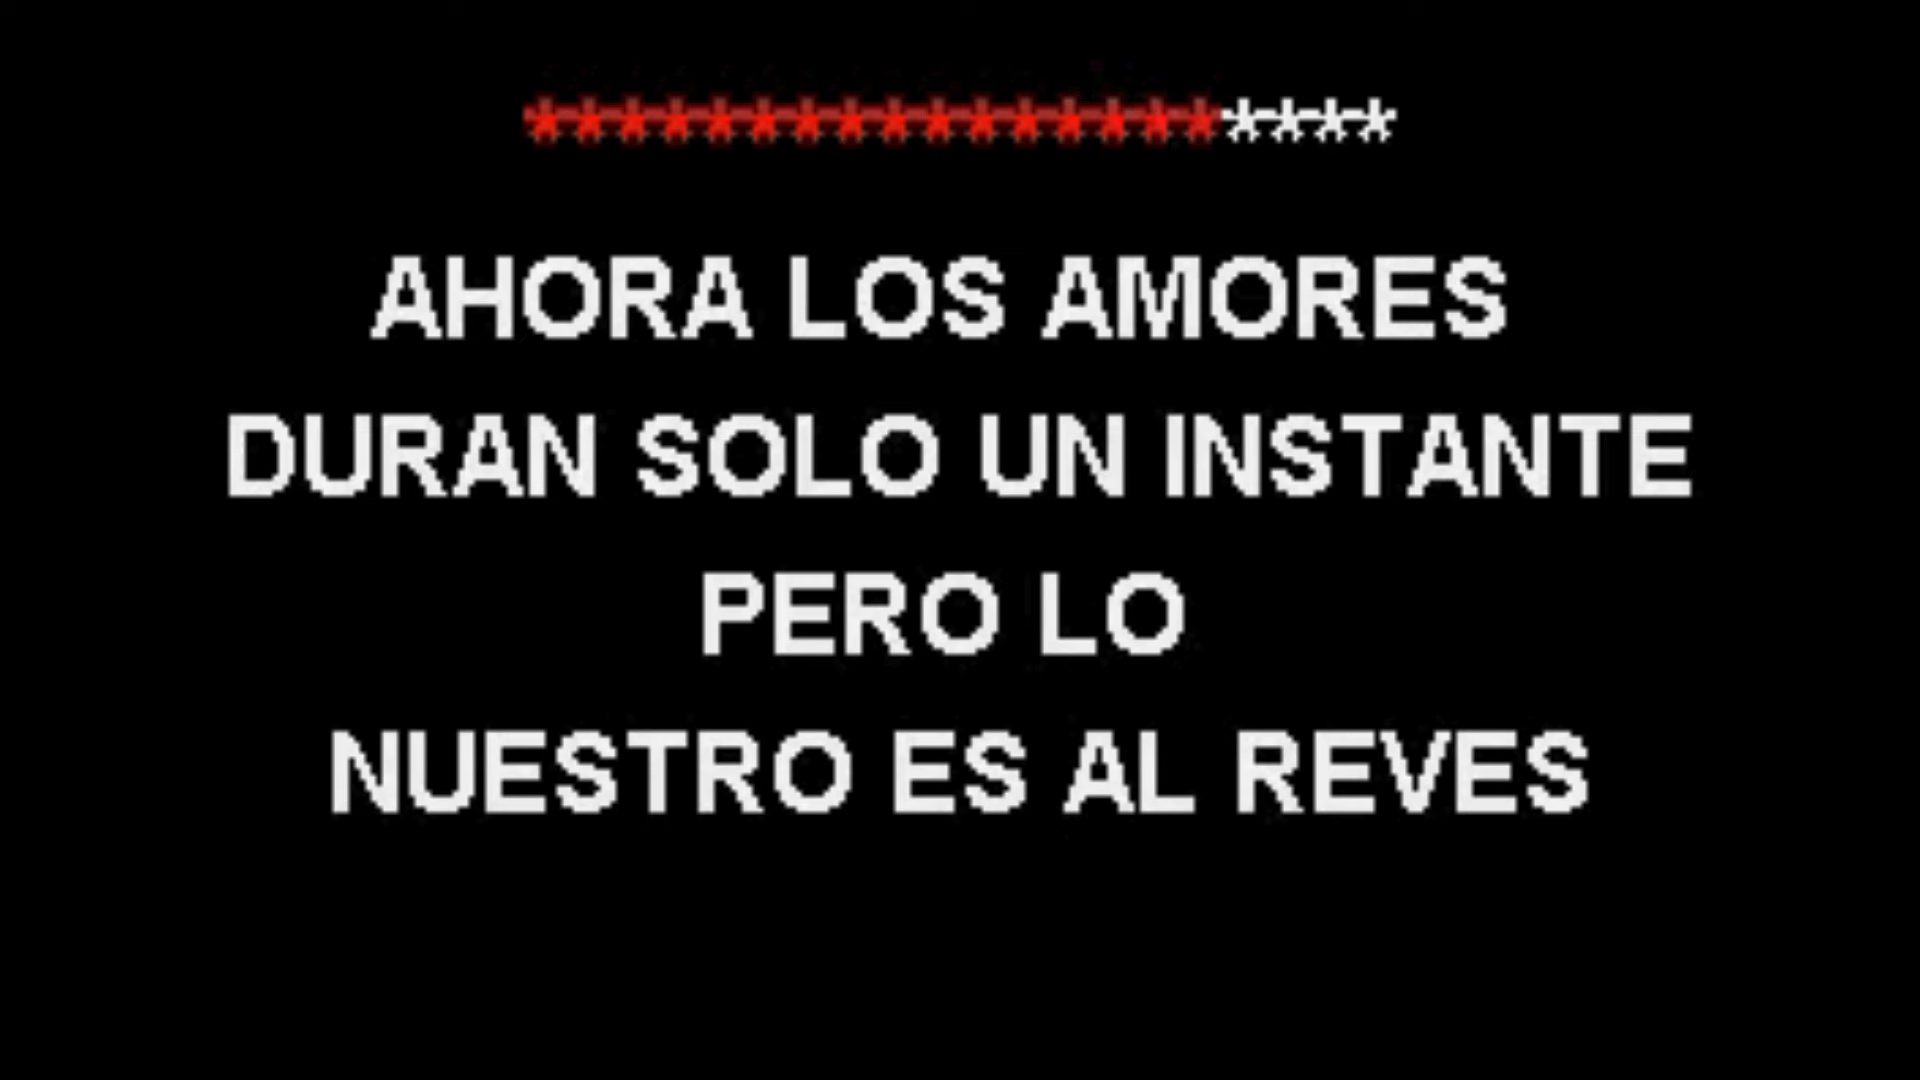 ********************
AHORA LOS AMORES
DURAN SOLO UN INSTANTE
PERO LO
NUESTRO ES AL REVES